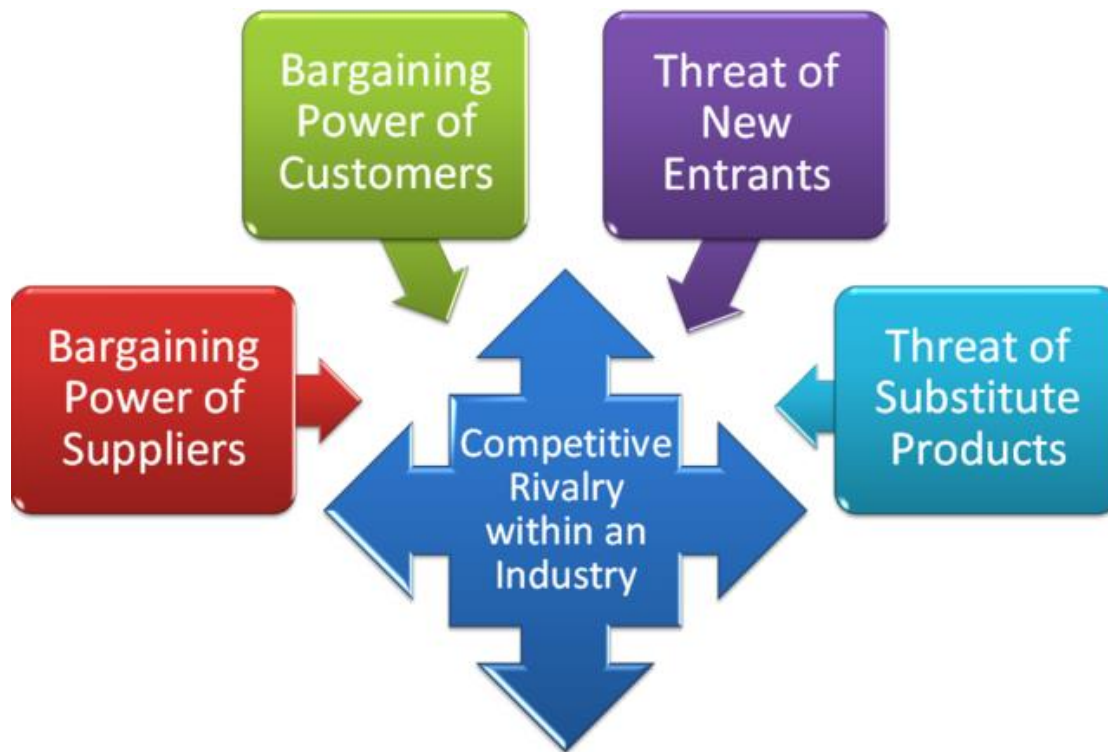 Bargaining
Power of
Customers
Threat of
New
Entrants
Bargaining
Power of
Suppliers
Competitive
Rivalry
within an
Industry
Threat of
Substitute
Products